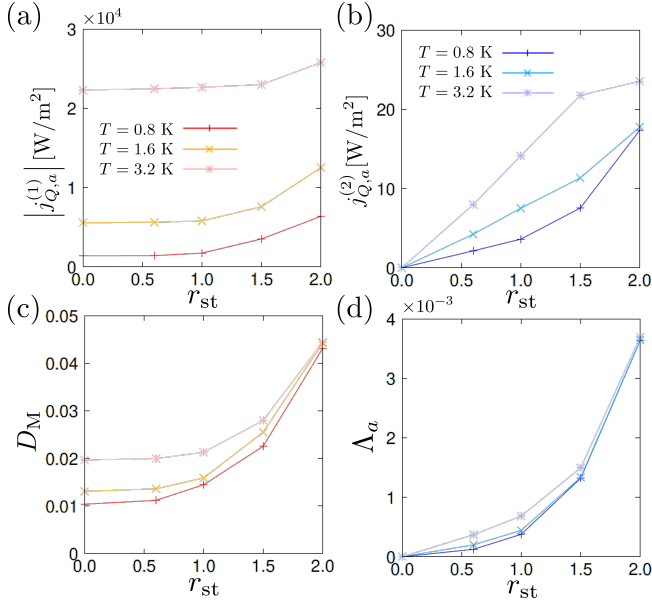 (a)
×10⁴
3
2
1
0
|j_{Q,a}^{(1)}| [W/m²]
T = 0.8 K
T = 1.6 K
T = 3.2 K
0.0 0.5 1.0 1.5 2.0
r_st
(b)
30
20
10
0
j_{Q,a}^{(2)} [W/m²]
T = 0.8 K
T = 1.6 K
T = 3.2 K
0.0 0.5 1.0 1.5 2.0
r_st
(c)
0.05
0.04
0.03
0.02
0.01
0
D_M
0.0 0.5 1.0 1.5 2.0
r_st
(d)
×10⁻³
4
3
2
1
0
Λ_a
0.0 0.5 1.0 1.5 2.0
r_st